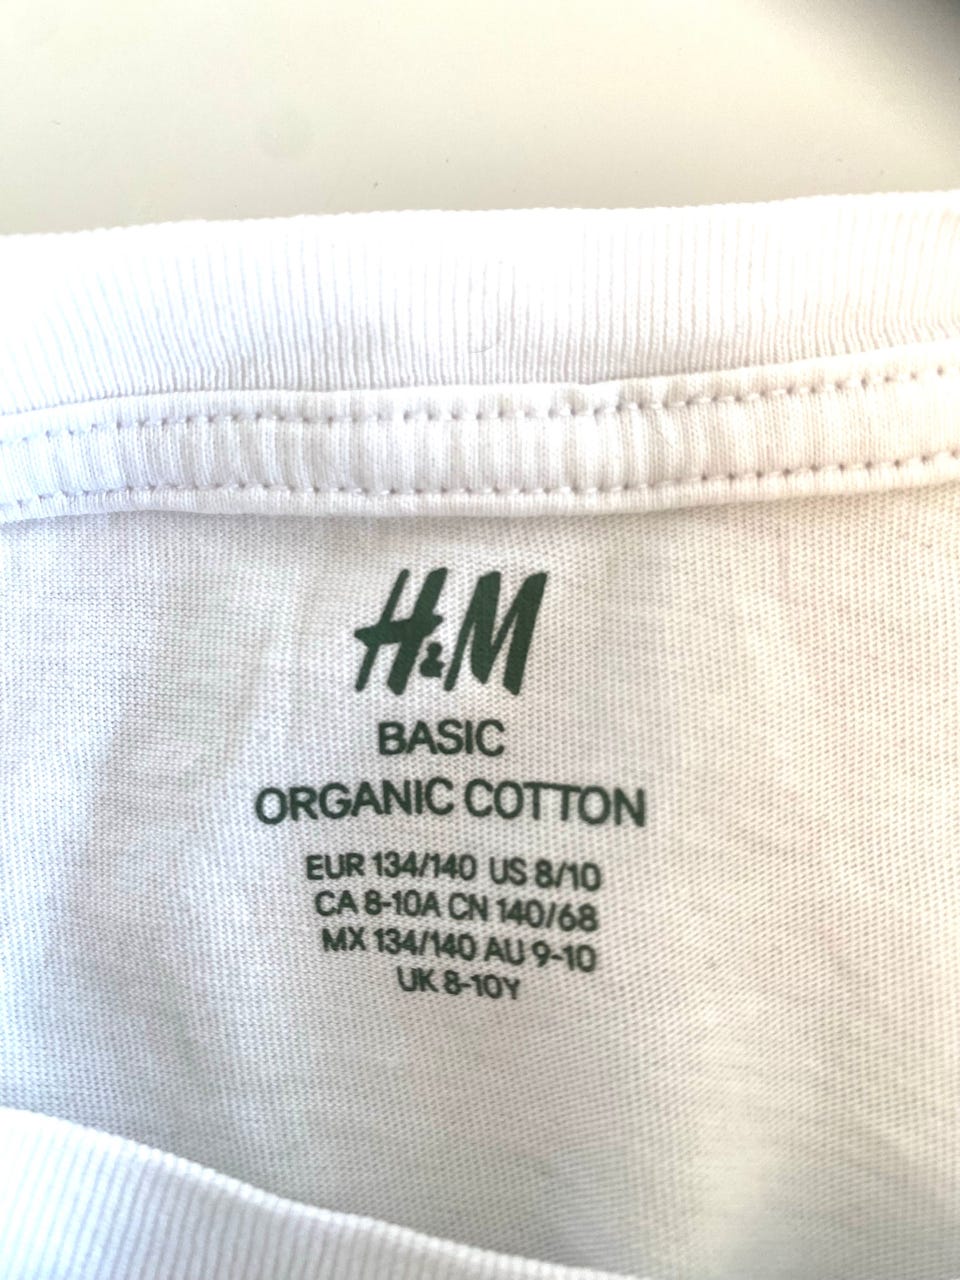 H&M
BASIC
ORGANIC COTTON
EUR 134/140 US 8/10
CA 8-10A CN 140/68
MX 134/140 AU 9-10
UK 8-10Y